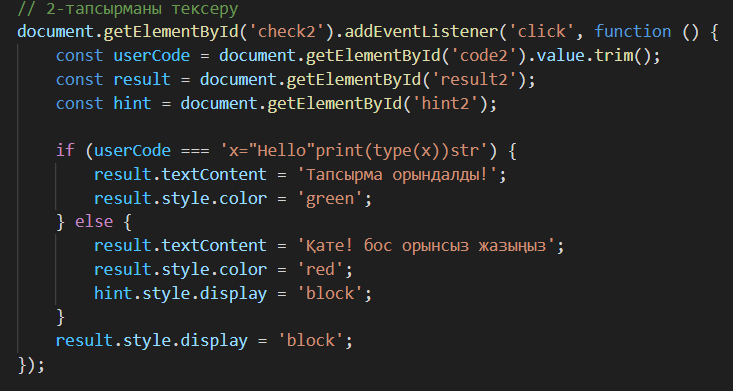 // 2-тапсырманы тексеру
document.getElementById('check2').addEventListener('click', function () {
    const userCode = document.getElementById('code2').value.trim();
    const result = document.getElementById('result2');
    const hint = document.getElementById('hint2');

    if (userCode === 'x="Hello"print(type(x))str') {
        result.textContent = 'Тапсырма орындалды!';
        result.style.color = 'green';
    } else {
        result.textContent = 'Қате! бос орынсыз жазыңыз';
        result.style.color = 'red';
        hint.style.display = 'block';
    }
    result.style.display = 'block';
});